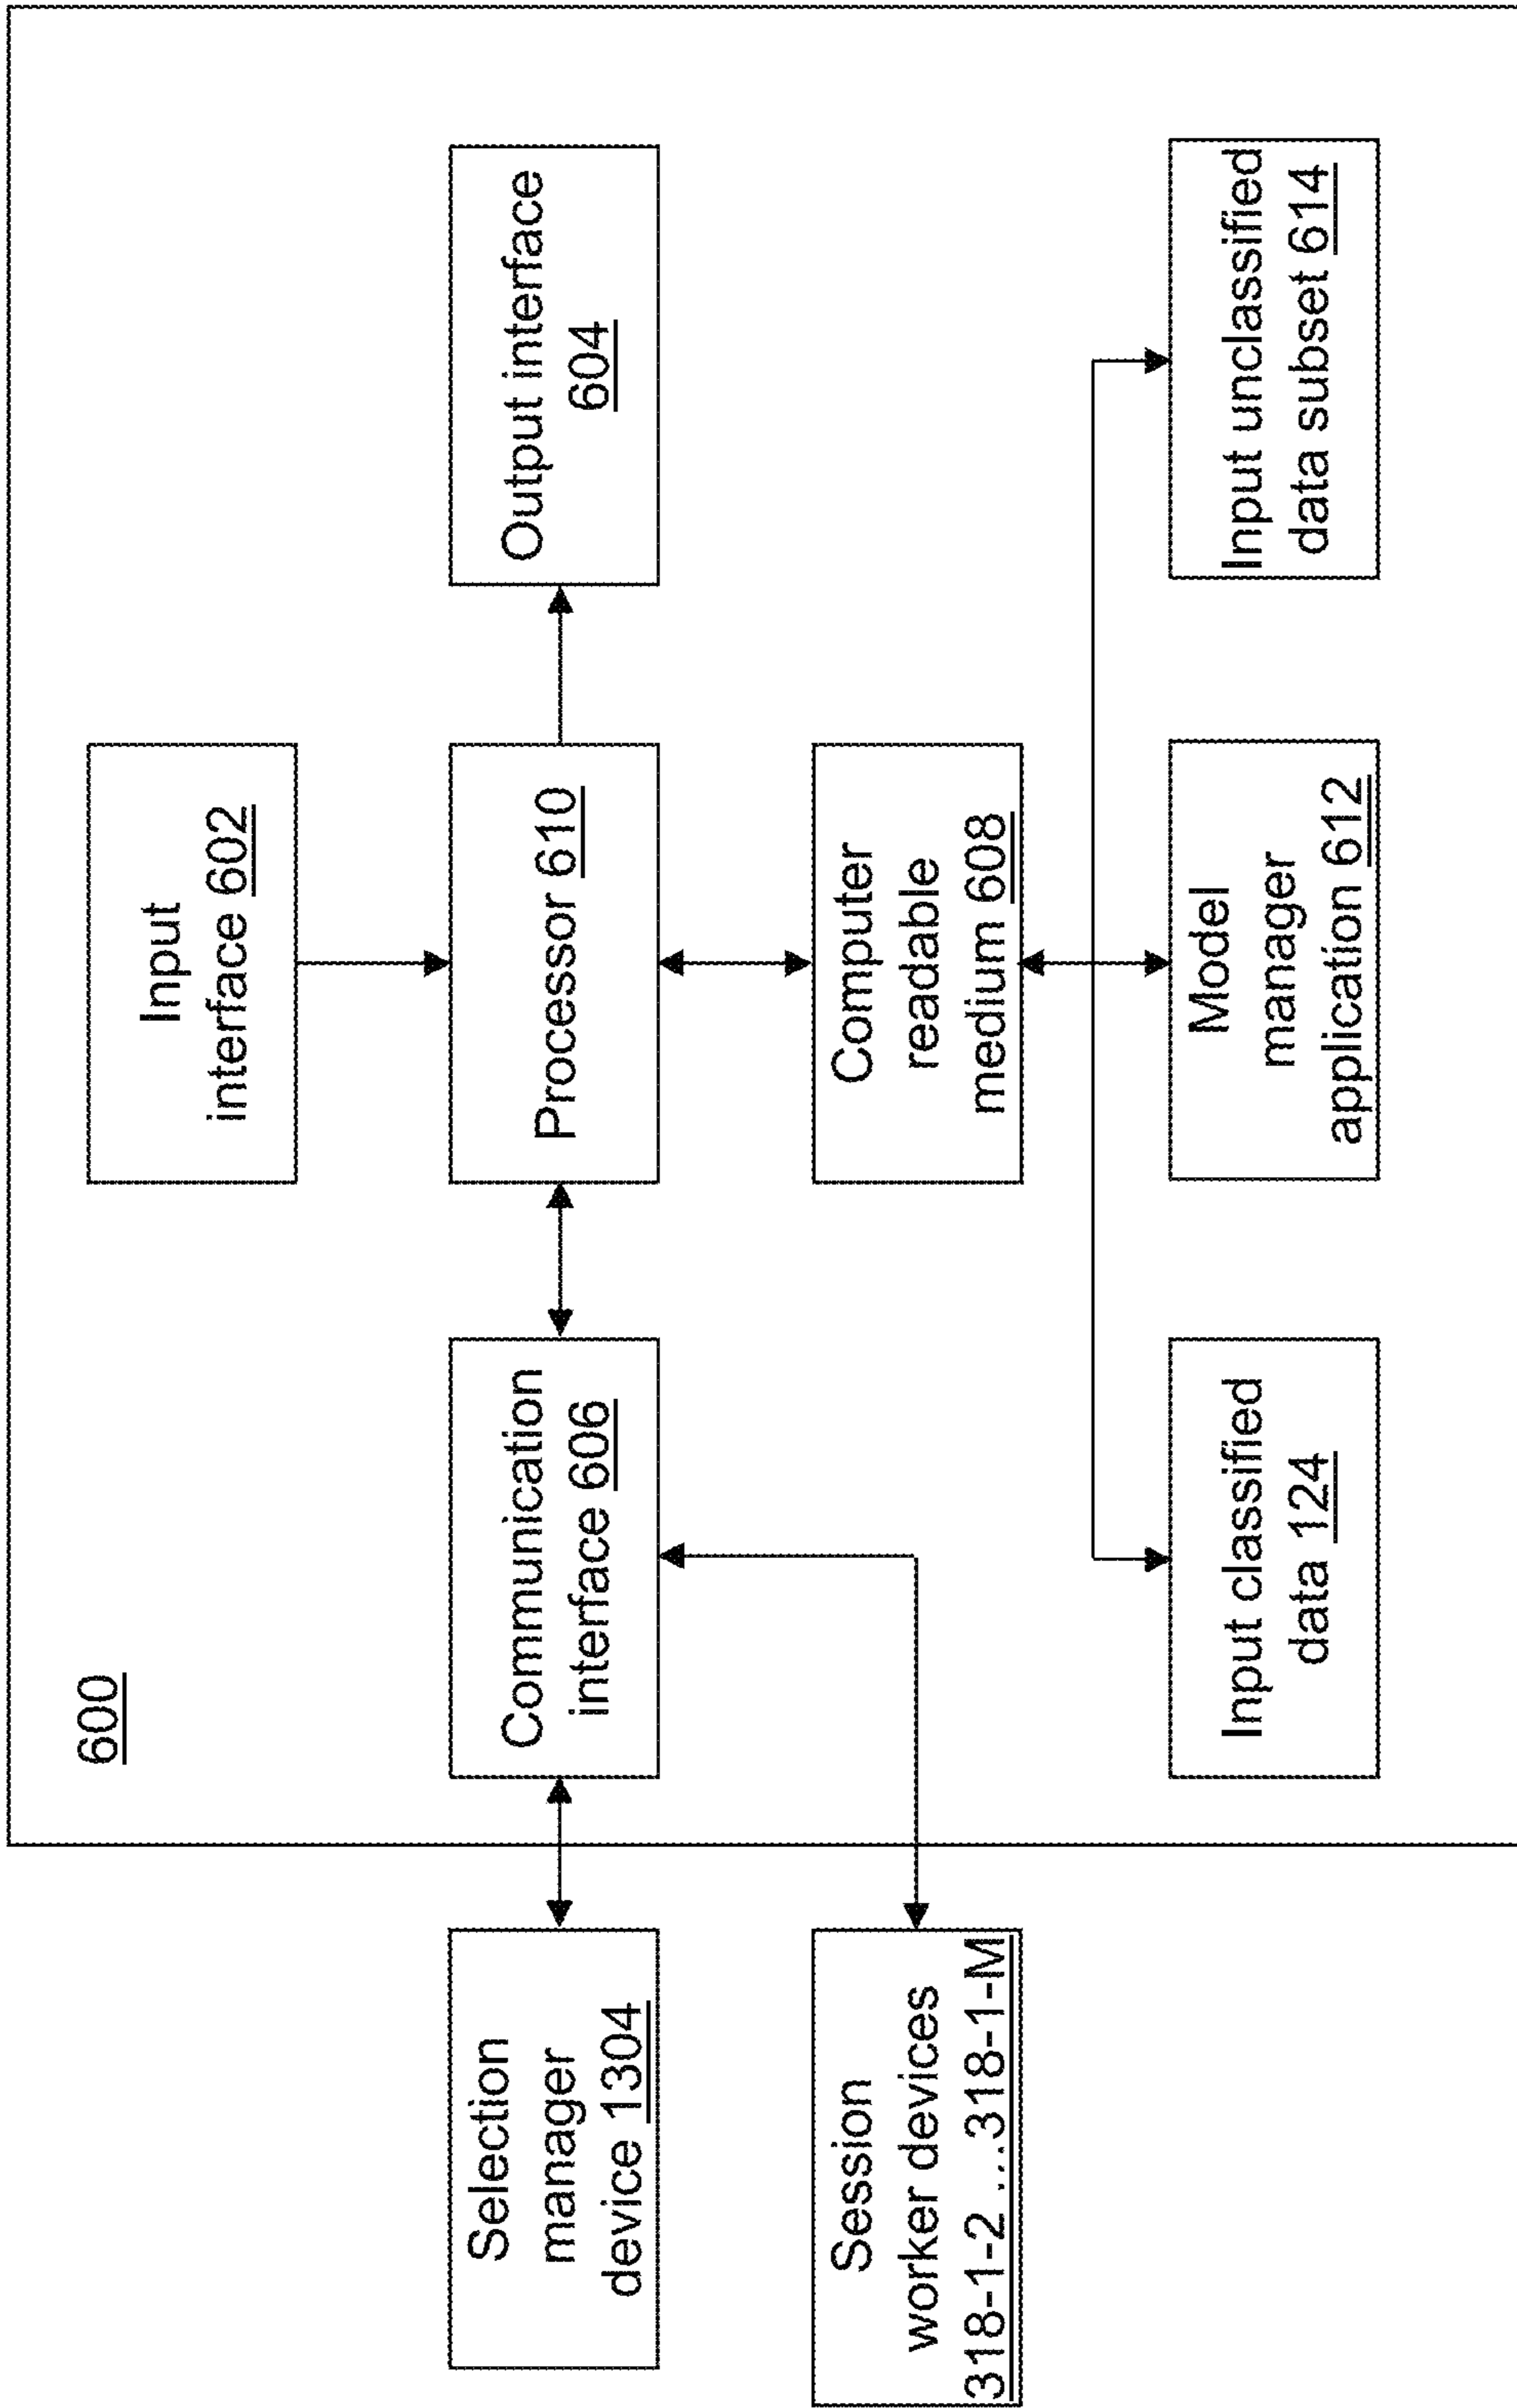 600
Input
interface 602
Selection
manager
device 1304
Communication
interface 606
Processor 610
Output interface
604
Session
worker devices
318-1-2 ...318-1-M
Computer
readable
medium 608
Input classified
data 124
Model
manager
application 612
Input unclassified
data subset 614